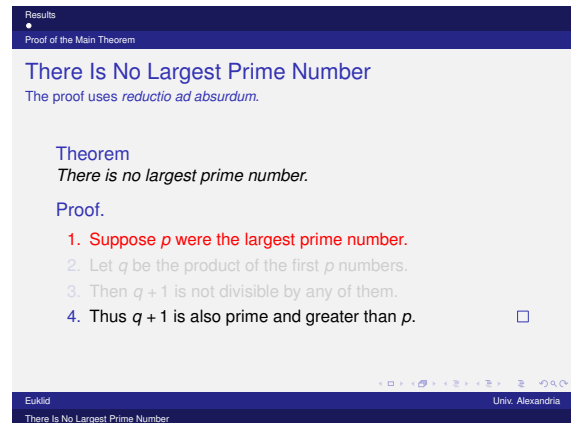 Results
Proof of the Main Theorem
There Is No Largest Prime Number
The proof uses reductio ad absurdum.
Theorem
There is no largest prime number.
Proof.
1. Suppose p were the largest prime number.
2. Let q be the product of the first p numbers.
3. Then q + 1 is not divisible by any of them.
4. Thus q + 1 is also prime and greater than p.
Euklid Univ. Alexandria
There Is No Largest Prime Number